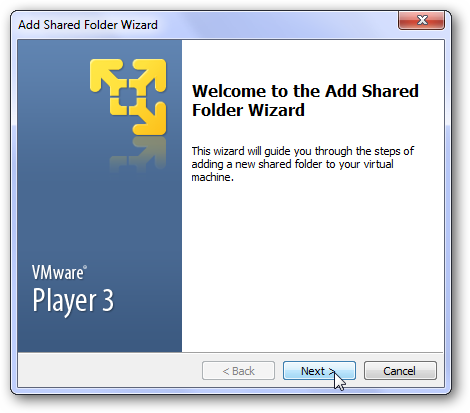 Add Shared Folder Wizard
Welcome to the Add Shared
Folder Wizard
This wizard will guide you through the steps of
adding a new shared folder to your virtual
machine.
VMware®
Player 3
< Back
Next >
Cancel